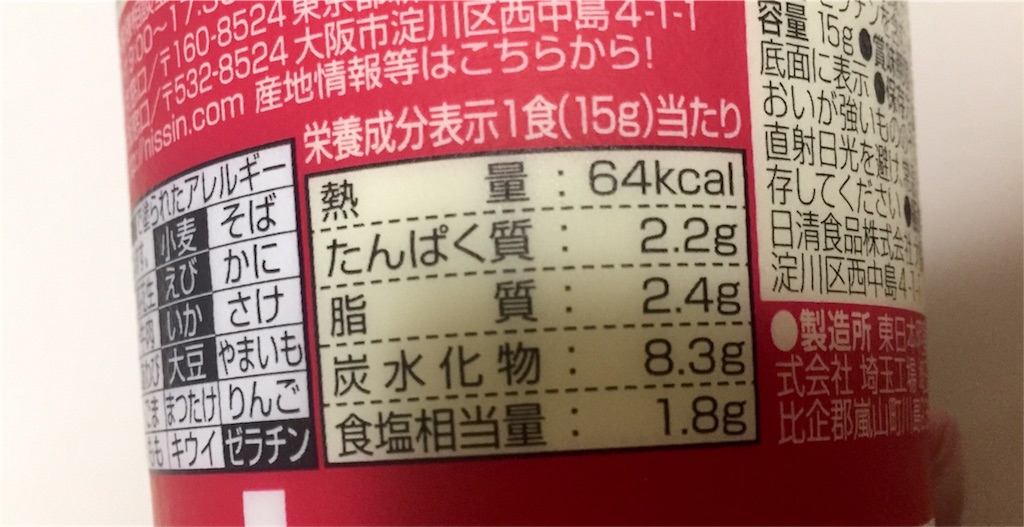 〒160-8524 東京都
〒532-8524 大阪市淀川区西中島4-1-1
nissin.com 産地情報等はこちらから!
栄養成分表示1食(15g)当たり
熱量:64kcal
たんぱく質:2.2g
脂質:2.4g
炭水化物:8.3g
食塩相当量:1.8g
られたアレルギー
小麦 そば
えび かに
いか さけ
大豆 やまいも
まつたけ りんご
キウイ ゼラチン
容量 15g ●賞味
底面に表示 ●
おいが強いもの
直射日光を避け
存してください
日清食品株式会社
淀川区西中島4-1-
●製造所 東日本
式会社 埼玉工場
比企郡嵐山町川島